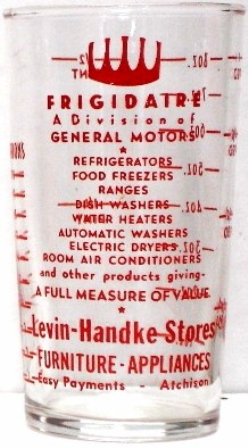 FRIGIDAIRE
A Division of
GENERAL MOTORS
REFRIGERATORS
FOOD FREEZERS
RANGES
DISH WASHERS
WATER HEATERS
AUTOMATIC WASHERS
ELECTRIC DRYERS
ROOM AIR CONDITIONERS
and other products giving-
A FULL MEASURE OF VALUE
Levin-Handke-Stores
FURNITURE - APPLIANCES
Easy Payments - Atchison